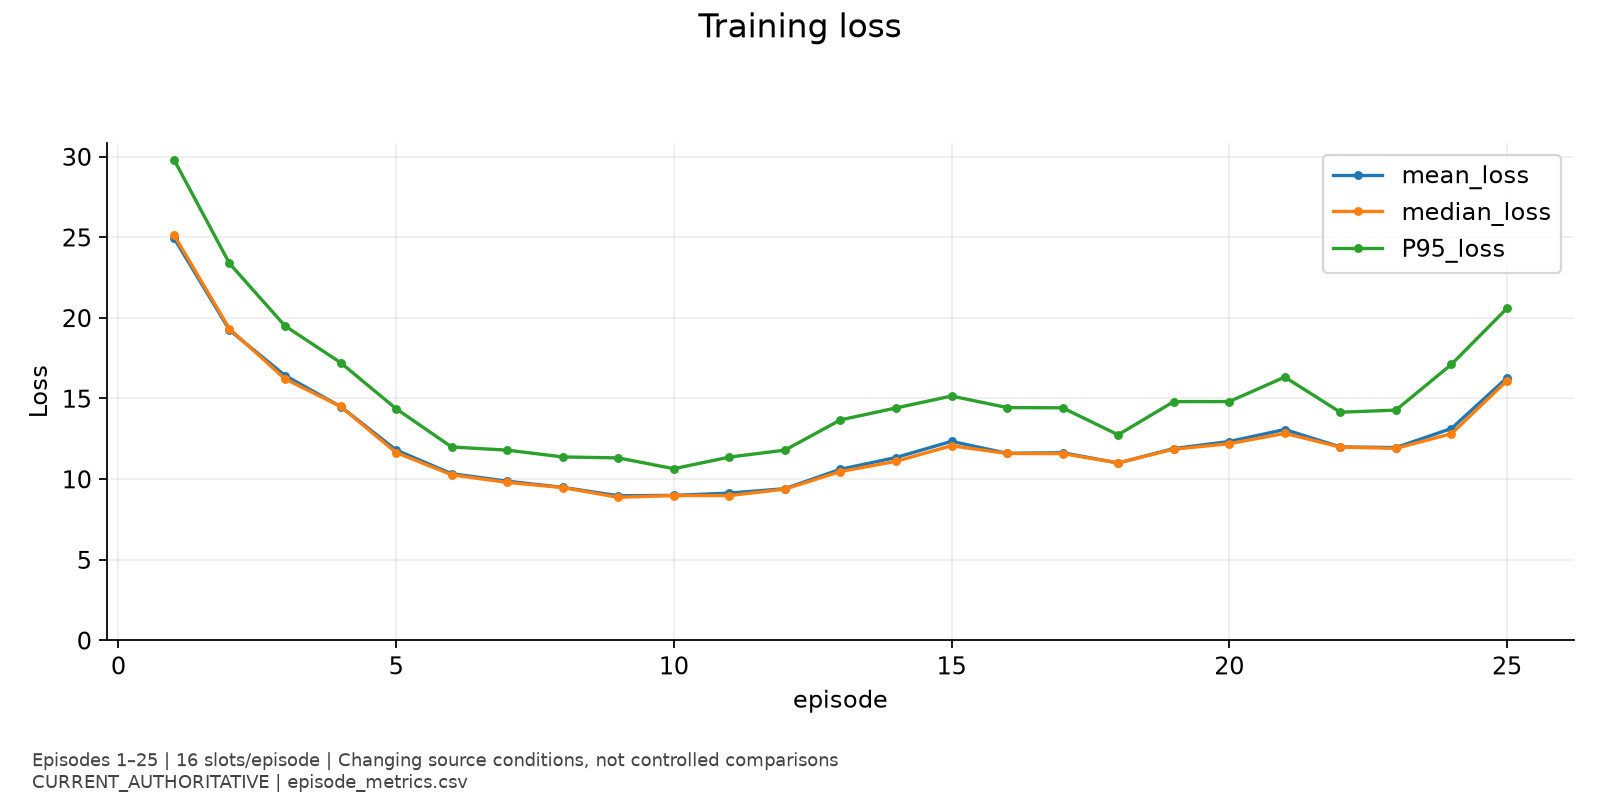 Training loss
30
25
20
15
10
5
0
Loss
mean_loss
median_loss
P95_loss
0 5 10 15 20 25
episode
Episodes 1–25 | 16 slots/episode | Changing source conditions, not controlled comparisons
CURRENT_AUTHORITATIVE | episode_metrics.csv